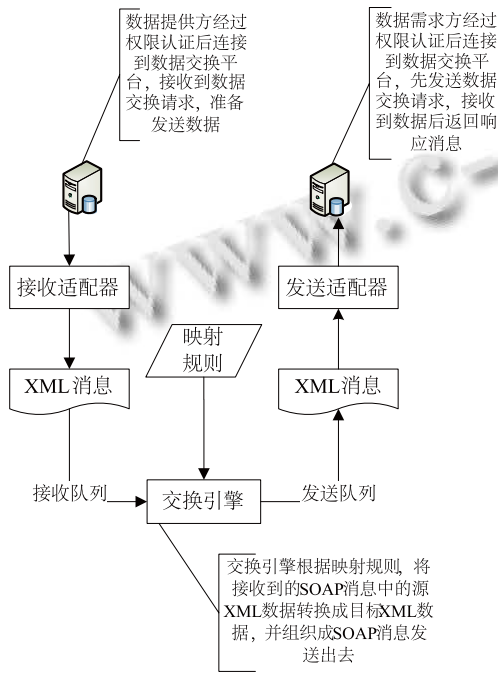 数据提供方经过
权限认证后连接
到数据交换平
台，接收到数据
交换请求，准备
发送数据
数据需求方经过
权限认证后连接
到数据交换平
台，先发送数据
交换请求，接收
到数据后返回响
应消息
www.c-
接收适配器
发送适配器
映射
规则
XML消息
XML消息
接收队列
交换引擎
发送队列
交换引擎根据映射规则，将
接收到的SOAP消息中的源
XML数据转换成目标XML数
据，并组织成SOAP消息发
送出去